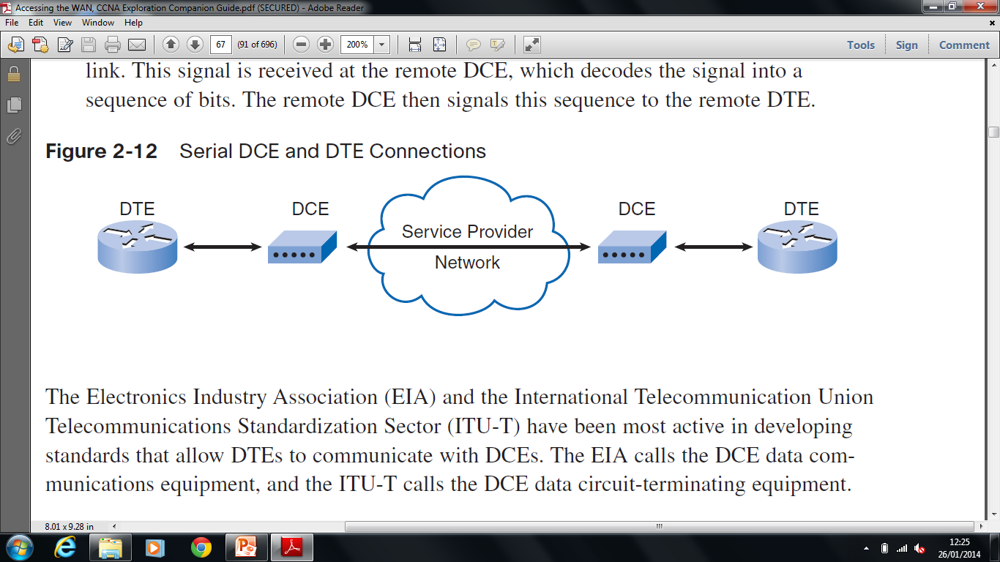 Accessing the WAN, CCNA Exploration Companion Guide.pdf (SECURED) - Adobe Reader
File Edit View Window Help
67 (91 of 696) 200% Tools Sign Comment
link. This signal is received at the remote DCE, which decodes the signal into a
sequence of bits. The remote DCE then signals this sequence to the remote DTE.
Figure 2-12 Serial DCE and DTE Connections
DTE DCE DCE DTE
Service Provider
Network
The Electronics Industry Association (EIA) and the International Telecommunication Union
Telecommunications Standardization Sector (ITU-T) have been most active in developing
standards that allow DTEs to communicate with DCEs. The EIA calls the DCE data com-
munications equipment, and the ITU-T calls the DCE data circuit-terminating equipment.
8.01 x 9.28 in
12:25
26/01/2014